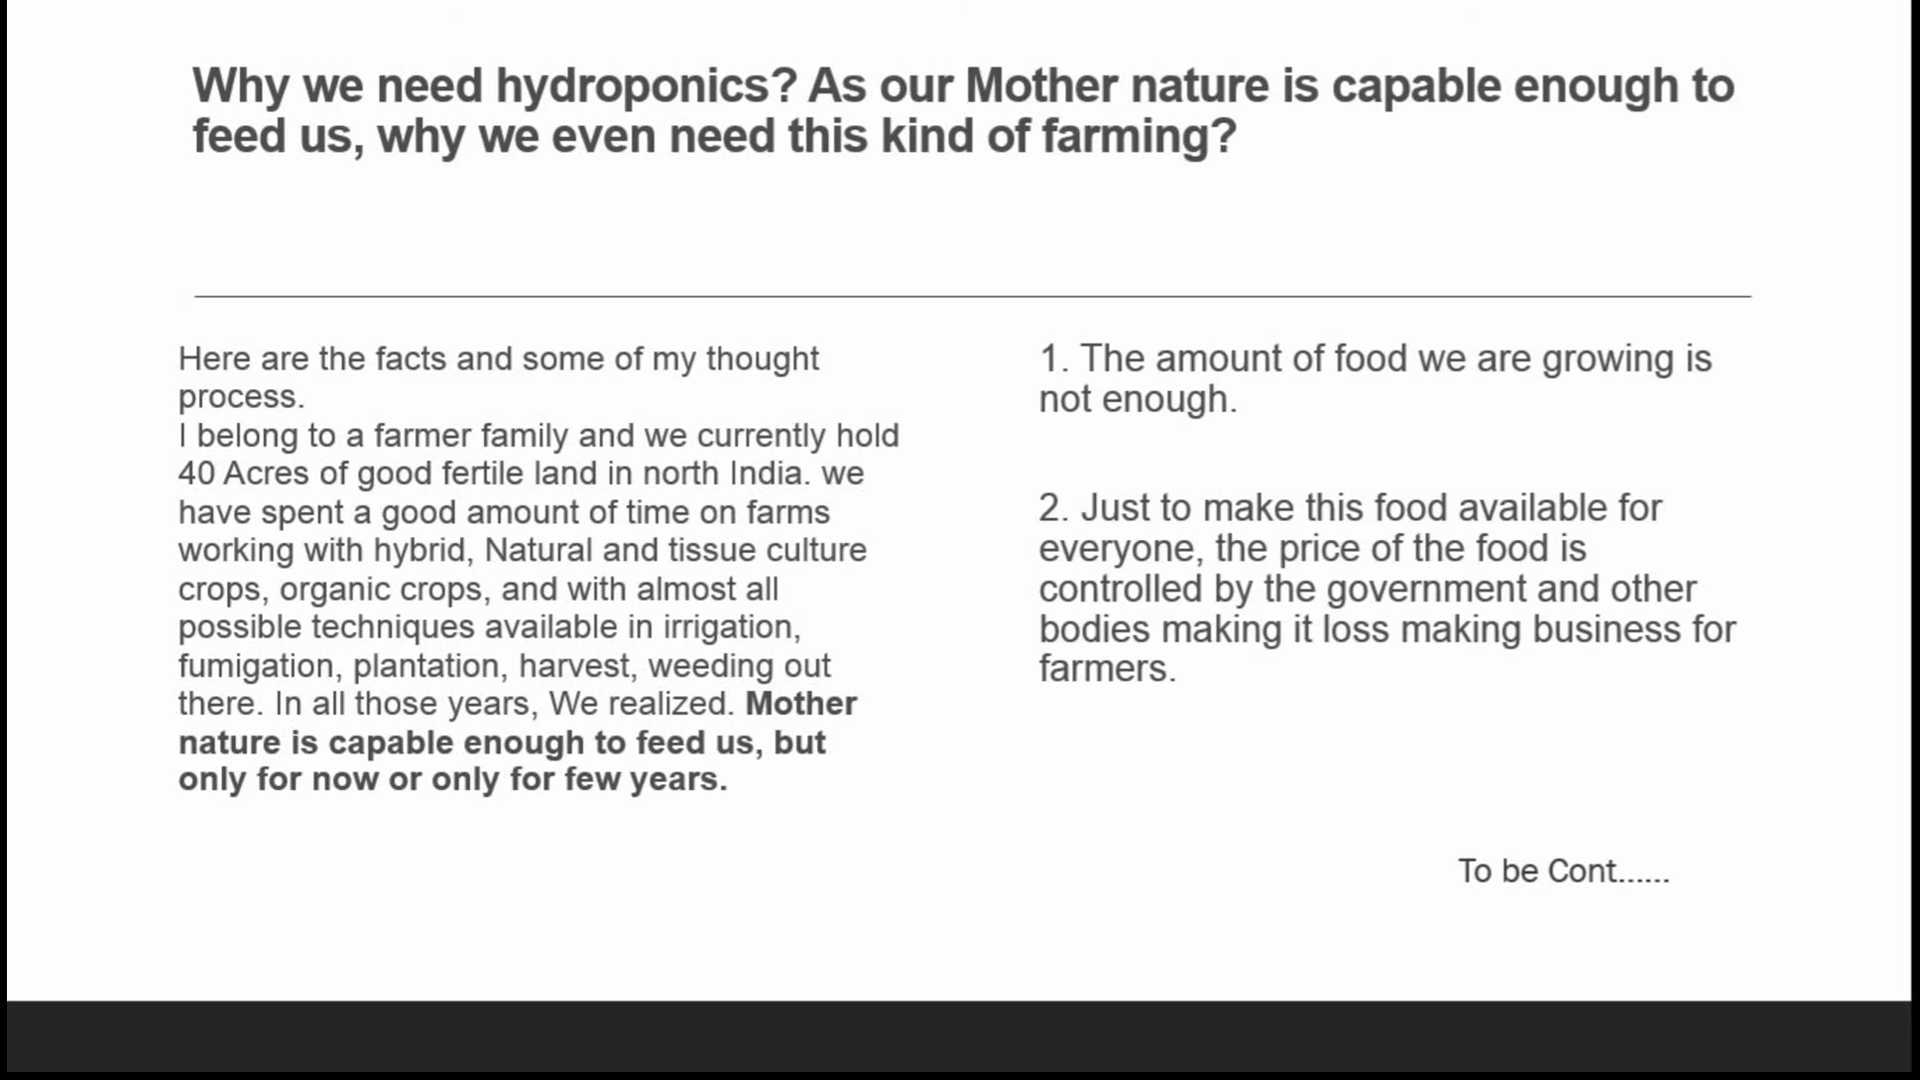 Why we need hydroponics? As our Mother nature is capable enough to
feed us, why we even need this kind of farming?
Here are the facts and some of my thought
process.
I belong to a farmer family and we currently hold
40 Acres of good fertile land in north India. we
have spent a good amount of time on farms
working with hybrid, Natural and tissue culture
crops, organic crops, and with almost all
possible techniques available in irrigation,
fumigation, plantation, harvest, weeding out
there. In all those years, We realized. Mother
nature is capable enough to feed us, but
only for now or only for few years.
1. The amount of food we are growing is
not enough.
2. Just to make this food available for
everyone, the price of the food is
controlled by the government and other
bodies making it loss making business for
farmers.
To be Cont......